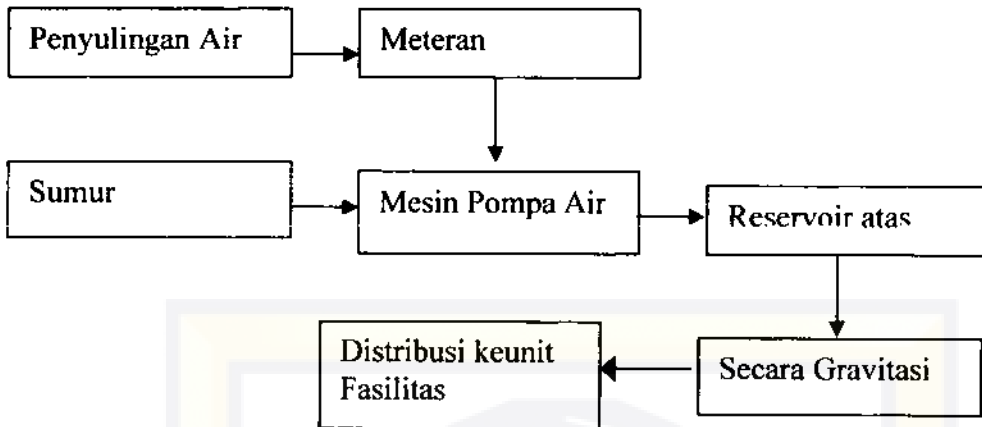 Penyulingan Air
Meteran
Sumur
Mesin Pompa Air
Reservoir atas
Distribusi keunit
Fasilitas
Secara Gravitasi